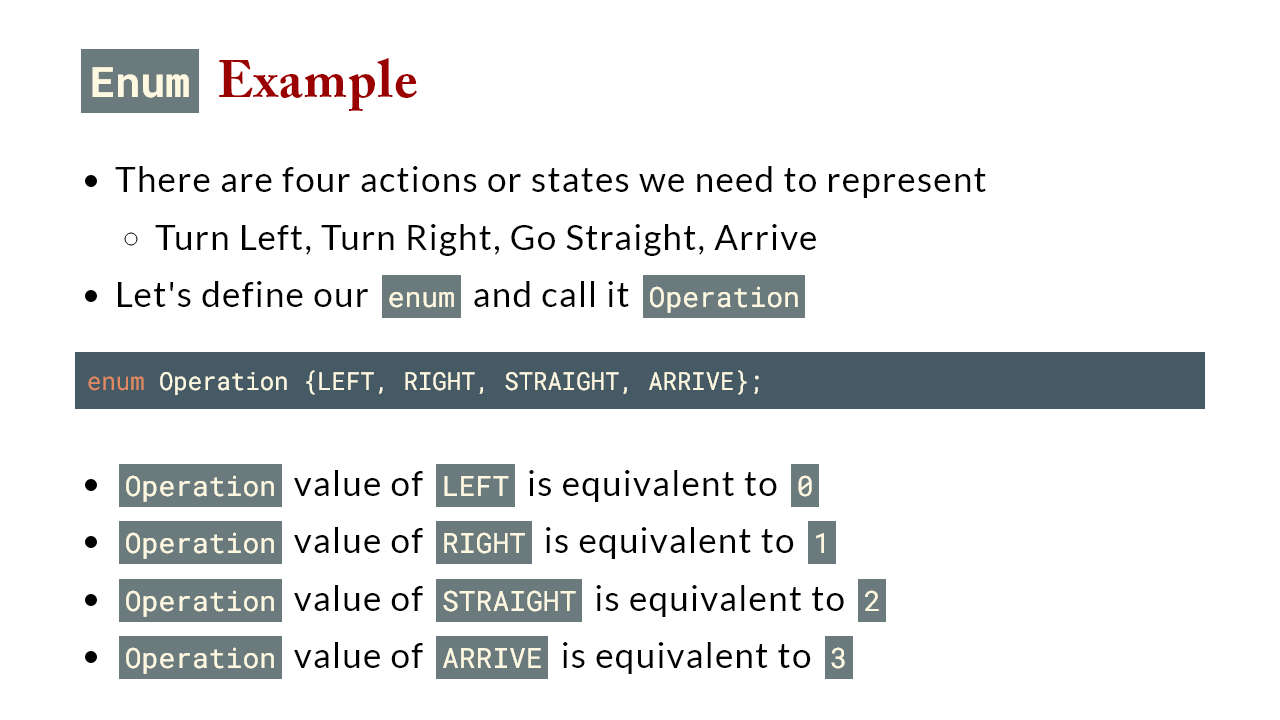 Enum Example
• There are four actions or states we need to represent
○ Turn Left, Turn Right, Go Straight, Arrive
• Let's define our enum and call it Operation
enum Operation {LEFT, RIGHT, STRAIGHT, ARRIVE};
• Operation value of LEFT is equivalent to 0
• Operation value of RIGHT is equivalent to 1
• Operation value of STRAIGHT is equivalent to 2
• Operation value of ARRIVE is equivalent to 3